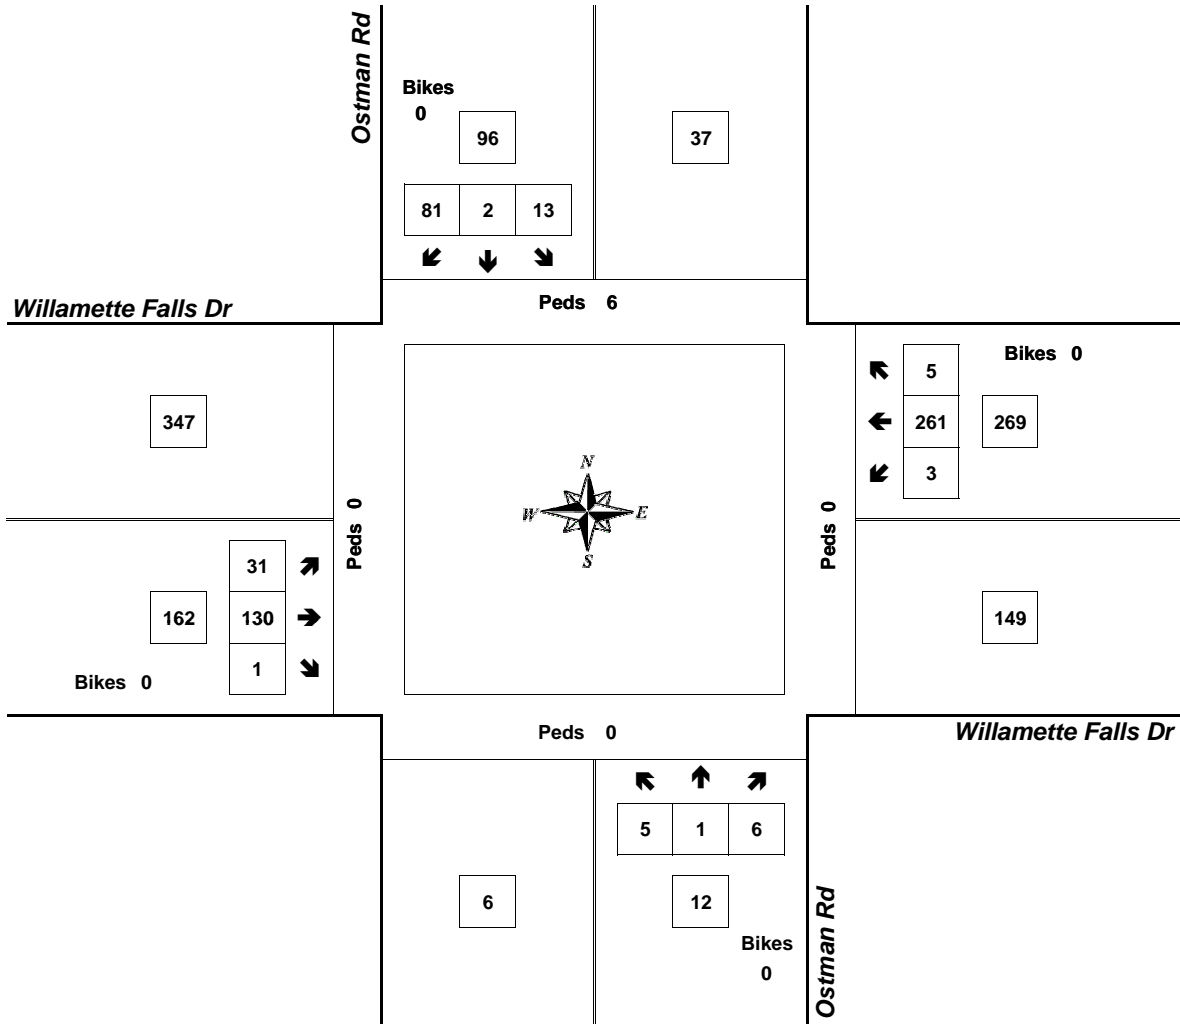 Ostman Rd
Bikes
0
96
37
81 2 13
Peds 6
Willamette Falls Dr
5
Bikes 0
347
261
269
3
N
W E
S
Peds 0
Peds 0
31
162
130
149
1
Bikes 0
Peds 0
Willamette Falls Dr
5 1 6
6
12
Ostman Rd
Bikes
0